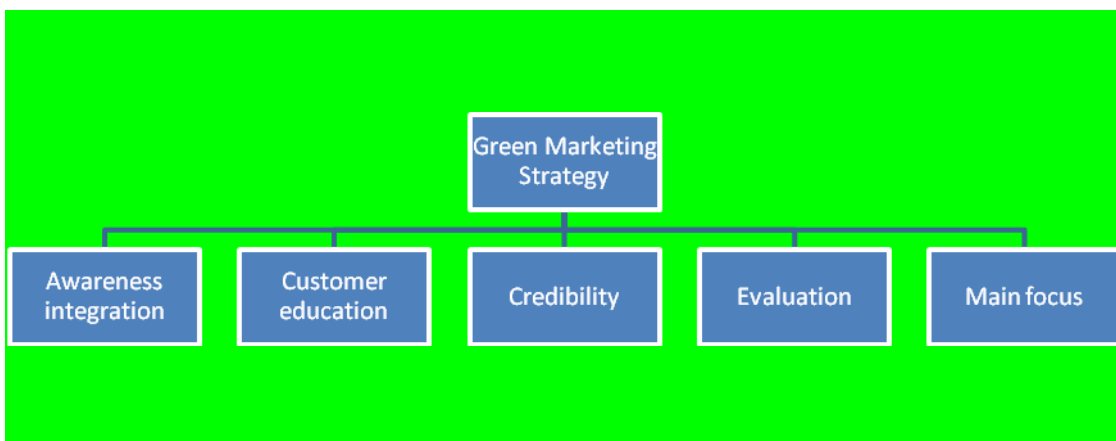 Green Marketing
Strategy
Awareness
integration
Customer
education
Credibility
Evaluation
Main focus